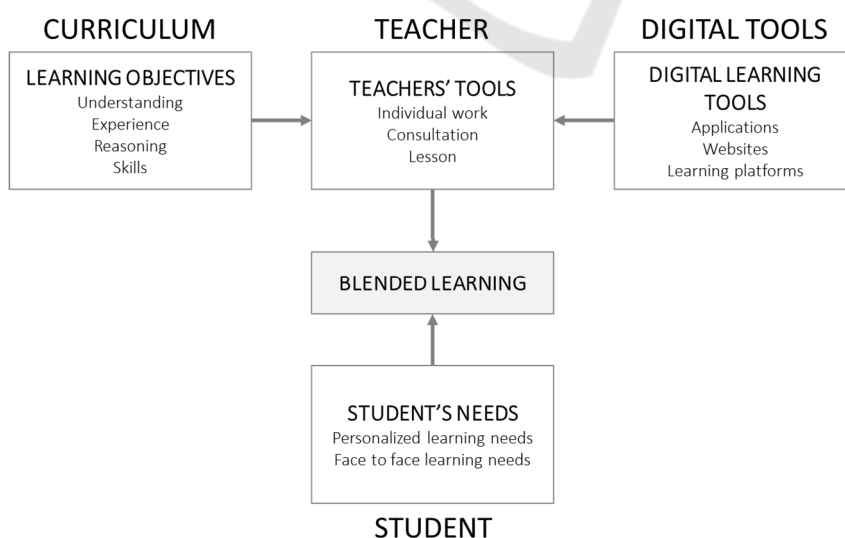 CURRICULUM
LEARNING OBJECTIVES
Understanding
Experience
Reasoning
Skills
TEACHER
TEACHERS' TOOLS
Individual work
Consultation
Lesson
DIGITAL TOOLS
DIGITAL LEARNING
TOOLS
Applications
Websites
Learning platforms
BLENDED LEARNING
STUDENT'S NEEDS
Personalized learning needs
Face to face learning needs
STUDENT